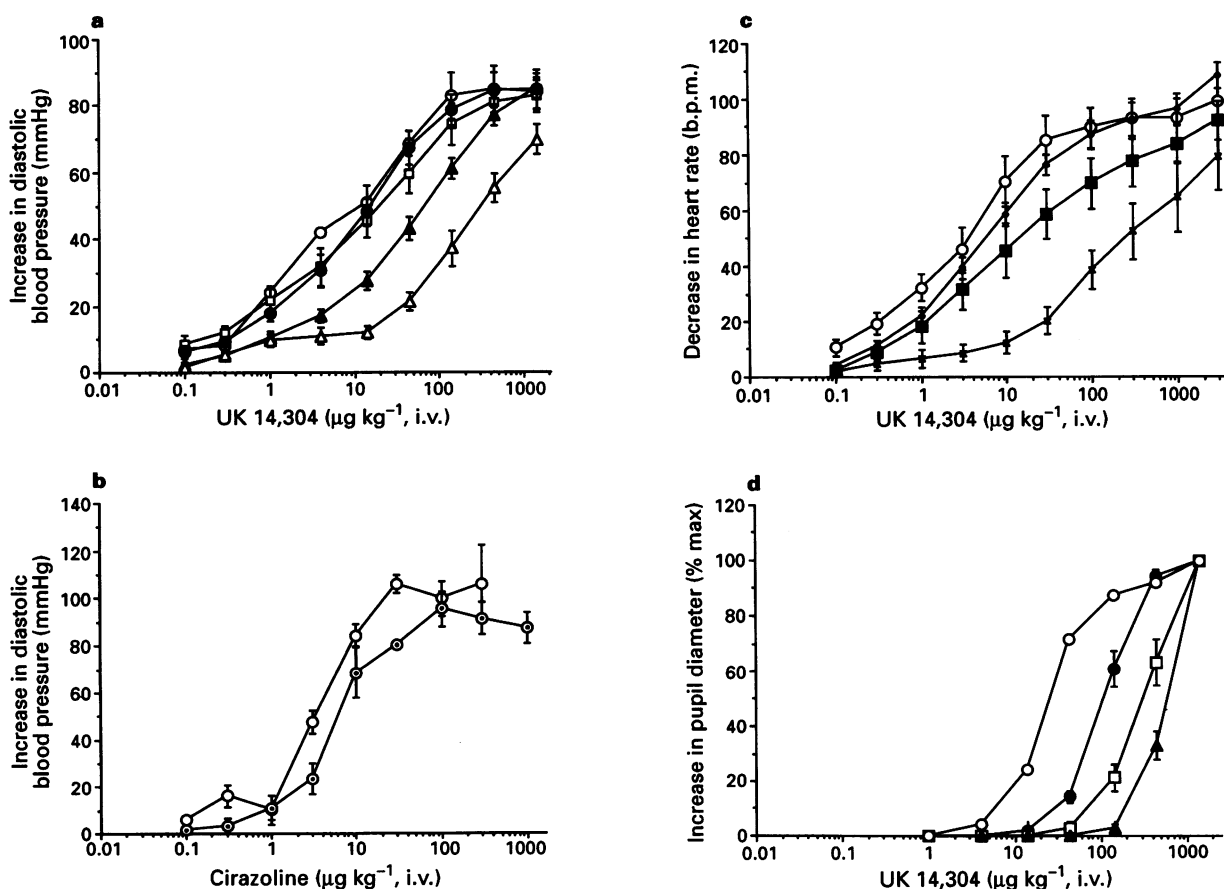 a
Increase in diastolic
blood pressure (mmHg)
100
80
60
40
20
0
0.01 0.1 1 10 100 1000
UK 14,304 (μg kg⁻¹, i.v.)
b
Increase in diastolic
blood pressure (mmHg)
140
120
100
80
60
40
20
0
0.01 0.1 1 10 100 1000
Cirazoline (μg kg⁻¹, i.v.)
c
Decrease in heart rate (b.p.m.)
120
100
80
60
40
20
0
0.01 0.1 1 10 100 1000
UK 14,304 (μg kg⁻¹, i.v.)
d
Increase in pupil diameter (% max)
120
100
80
60
40
20
0
0.01 0.1 1 10 100 1000
UK 14,304 (μg kg⁻¹, i.v.)